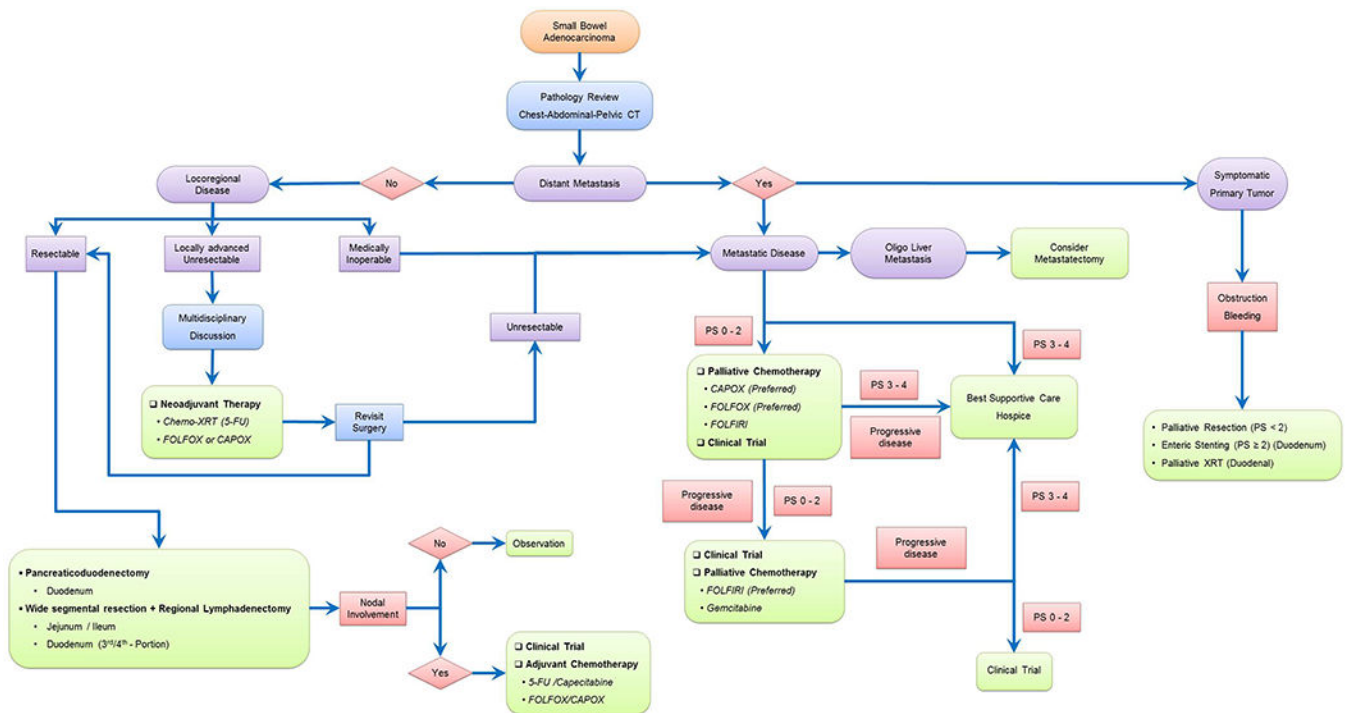 Small Bowel
Adenocarcinoma
Pathology Review
Chest-Abdominal-Pelvic CT
Locoregional
Disease
No
Distant Metastasis
Yes
Symptomatic
Primary Tumor
Resectable
Locally advanced
Unresectable
Medically
Inoperable
Metastatic Disease
Oligo Liver
Metastasis
Consider
Metastatectomy
Multidisciplinary
Discussion
Unresectable
Obstruction
Bleeding
PS 0 - 2
PS 3 - 4
❑ Neoadjuvant Therapy
• Chemo-XRT (5-FU)
• FOLFOX or CAPOX
Revisit
Surgery
❑ Palliative Chemotherapy
• CAPOX (Preferred)
• FOLFOX (Preferred)
• FOLFIRI
❑ Clinical Trial
PS 3 - 4
Progressive
disease
Best Supportive Care
Hospice
• Palliative Resection (PS < 2)
• Enteric Stenting (PS ≥ 2) (Duodenum)
• Palliative XRT (Duodenal)
Progressive
disease
PS 0 - 2
PS 3 - 4
❑ Clinical Trial
❑ Palliative Chemotherapy
• FOLFIRI (Preferred)
• Gemcitabine
Progressive
disease
PS 0 - 2
Clinical Trial
• Pancreaticoduodenectomy
• Duodenum
• Wide segmental resection + Regional Lymphadenectomy
• Jejunum / Ileum
• Duodenum (3rd/4th - Portion)
Nodal
Involvement
No
Observation
Yes
❑ Clinical Trial
❑ Adjuvant Chemotherapy
• 5-FU /Capecitabine
• FOLFOX/CAPOX